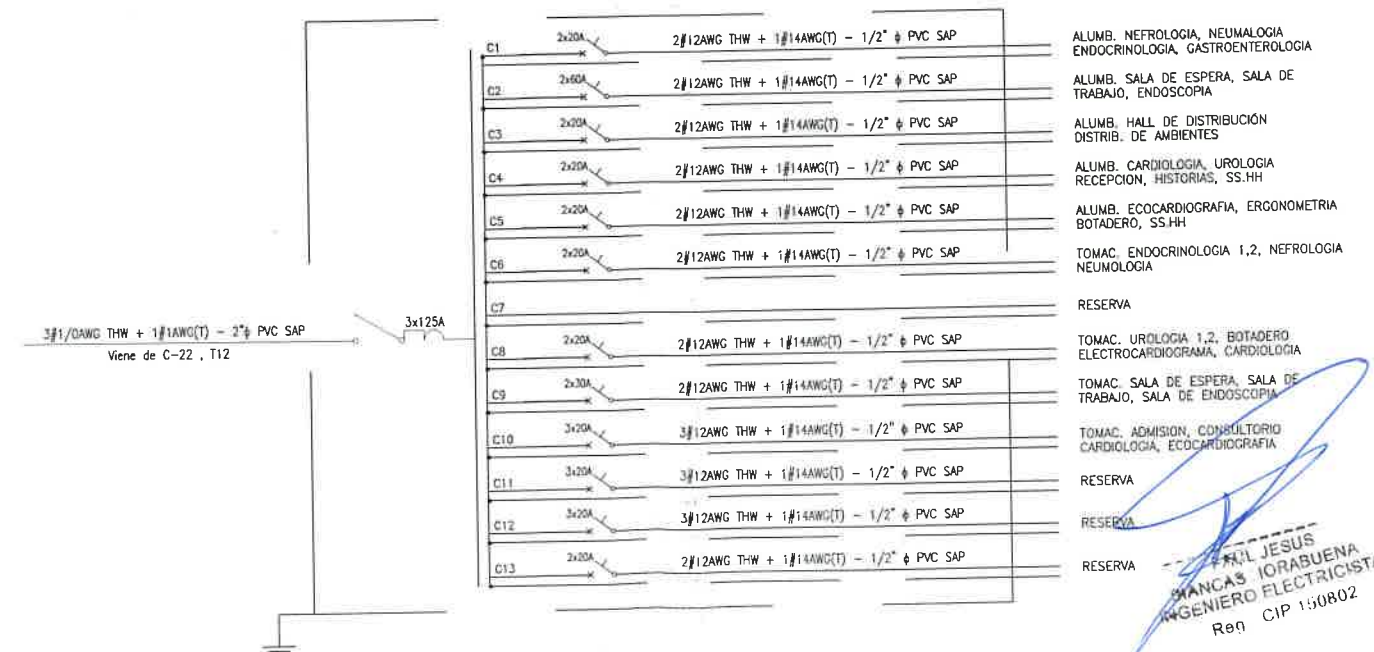 C1 2x20A 2#12AWG THW + 1#14AWG(T) - 1/2" ϕ PVC SAP ALUMB. NEFROLOGIA, NEUMALOGIA
ENDOCRINOLOGIA, GASTROENTEROLOGIA
C2 2x60A 2#12AWG THW + 1#14AWG(T) - 1/2" ϕ PVC SAP ALUMB. SALA DE ESPERA, SALA DE
TRABAJO, ENDOSCOPIA
C3 2x20A 2#12AWG THW + 1#14AWG(T) - 1/2" ϕ PVC SAP ALUMB. HALL DE DISTRIBUCIÓN
DISTRIB. DE AMBIENTES
C4 2x20A 2#12AWG THW + 1#14AWG(T) - 1/2" ϕ PVC SAP ALUMB. CARDIOLOGIA, UROLOGIA
RECEPCION, HISTORIAS, SS.HH
C5 2x20A 2#12AWG THW + 1#14AWG(T) - 1/2" ϕ PVC SAP ALUMB. ECOCARDIOGRAFIA, ERGONOMETRIA
BOTADERO, SS.HH
C6 2x20A 2#12AWG THW + 1#14AWG(T) - 1/2" ϕ PVC SAP TOMAC. ENDOCRINOLOGIA 1,2, NEFROLOGIA
NEUMOLOGIA
C7 RESERVA
3#1/0AWG THW + 1#1AWG(T) - 2"ϕ PVC SAP 3x125A
Viene de C-22 , T12
C8 2x20A 2#12AWG THW + 1#14AWG(T) - 1/2" ϕ PVC SAP TOMAC. UROLOGIA 1,2, BOTADERO
ELECTROCARDIOGRAMA, CARDIOLOGIA
C9 2x30A 2#12AWG THW + 1#14AWG(T) - 1/2" ϕ PVC SAP TOMAC. SALA DE ESPERA, SALA DE
TRABAJO, SALA DE ENDOSCOPIA
C10 3x20A 3#12AWG THW + 1#14AWG(T) - 1/2" ϕ PVC SAP TOMAC. ADMISION, CONSULTORIO
CARDIOLOGIA, ECOCARDIOGRAFIA
C11 3x20A 3#12AWG THW + 1#14AWG(T) - 1/2" ϕ PVC SAP RESERVA
C12 3x20A 3#12AWG THW + 1#14AWG(T) - 1/2" ϕ PVC SAP RESERVA
C13 2x20A 2#12AWG THW + 1#14AWG(T) - 1/2" ϕ PVC SAP RESERVA
JESUS
IORABUENA
INGENIERO ELECTRICISTA
Reg CIP 150802